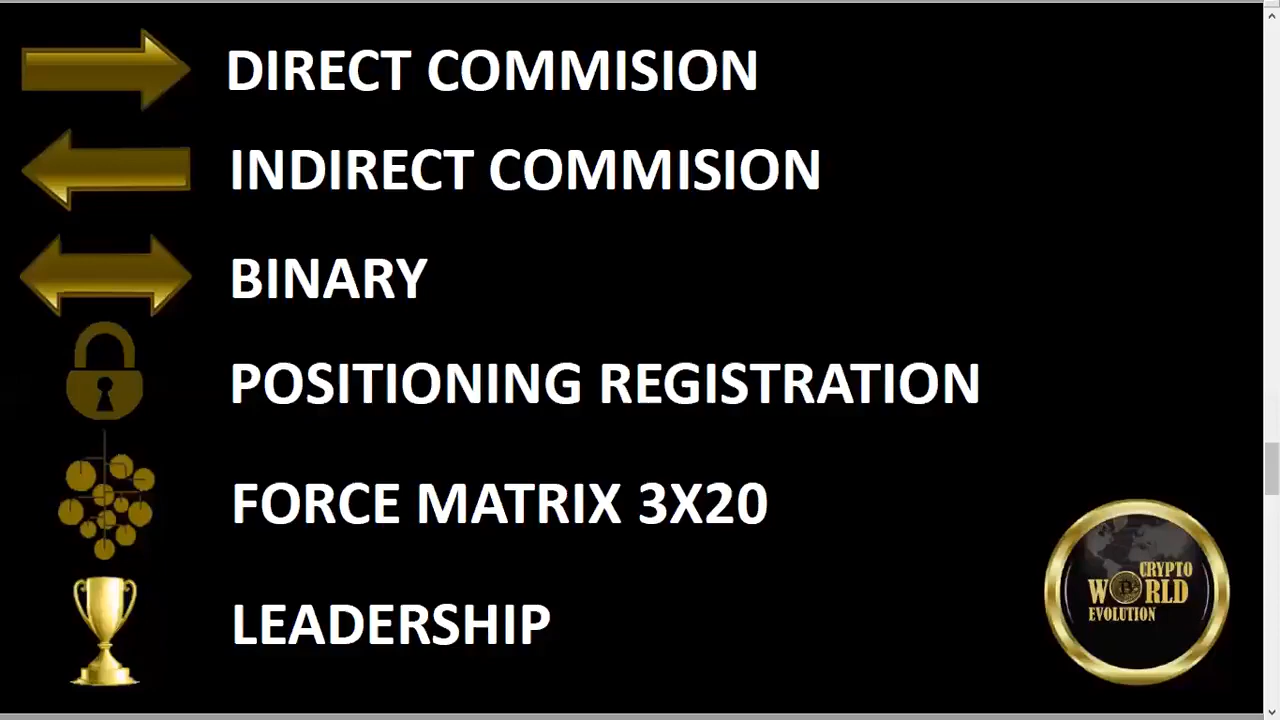 DIRECT COMMISION
INDIRECT COMMISION
BINARY
POSITIONING REGISTRATION
FORCE MATRIX 3X20
LEADERSHIP
CRYPTO
WORLD
EVOLUTION